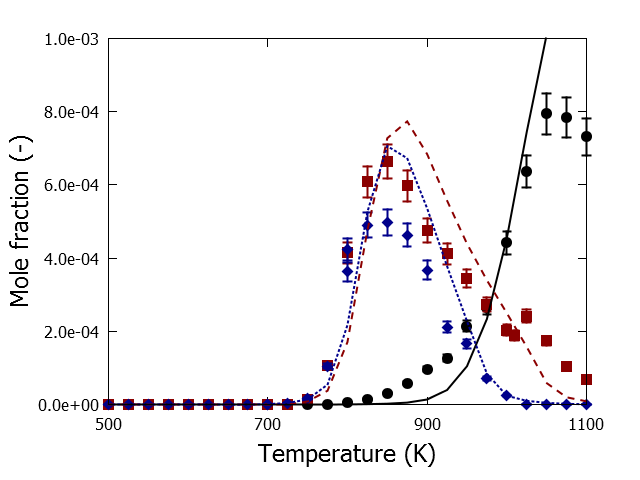 1.0e-03
8.0e-04
6.0e-04
4.0e-04
2.0e-04
0.0e+00
Mole fraction (-)
500 700 900 1100
Temperature (K)